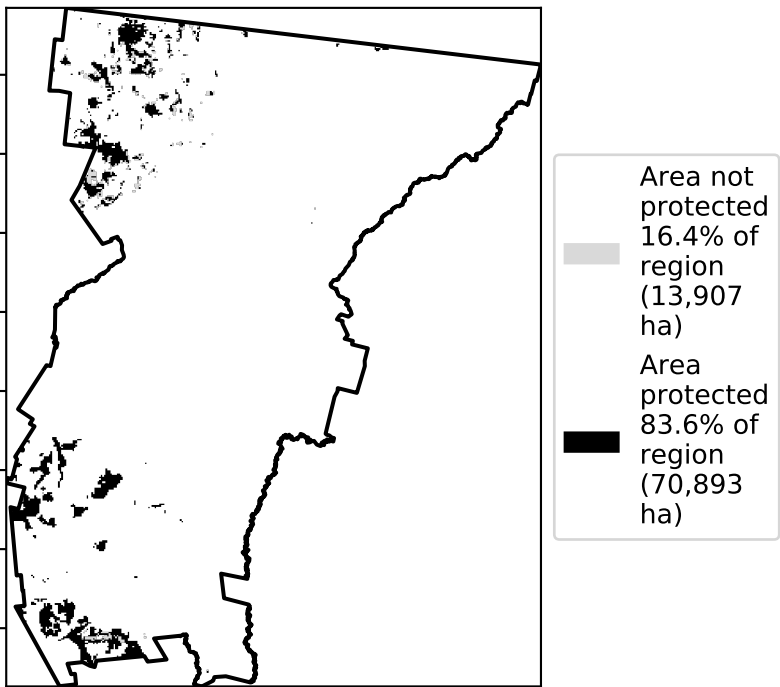 Area not
protected
16.4% of
region
(13,907
ha)
Area
protected
83.6% of
region
(70,893
ha)